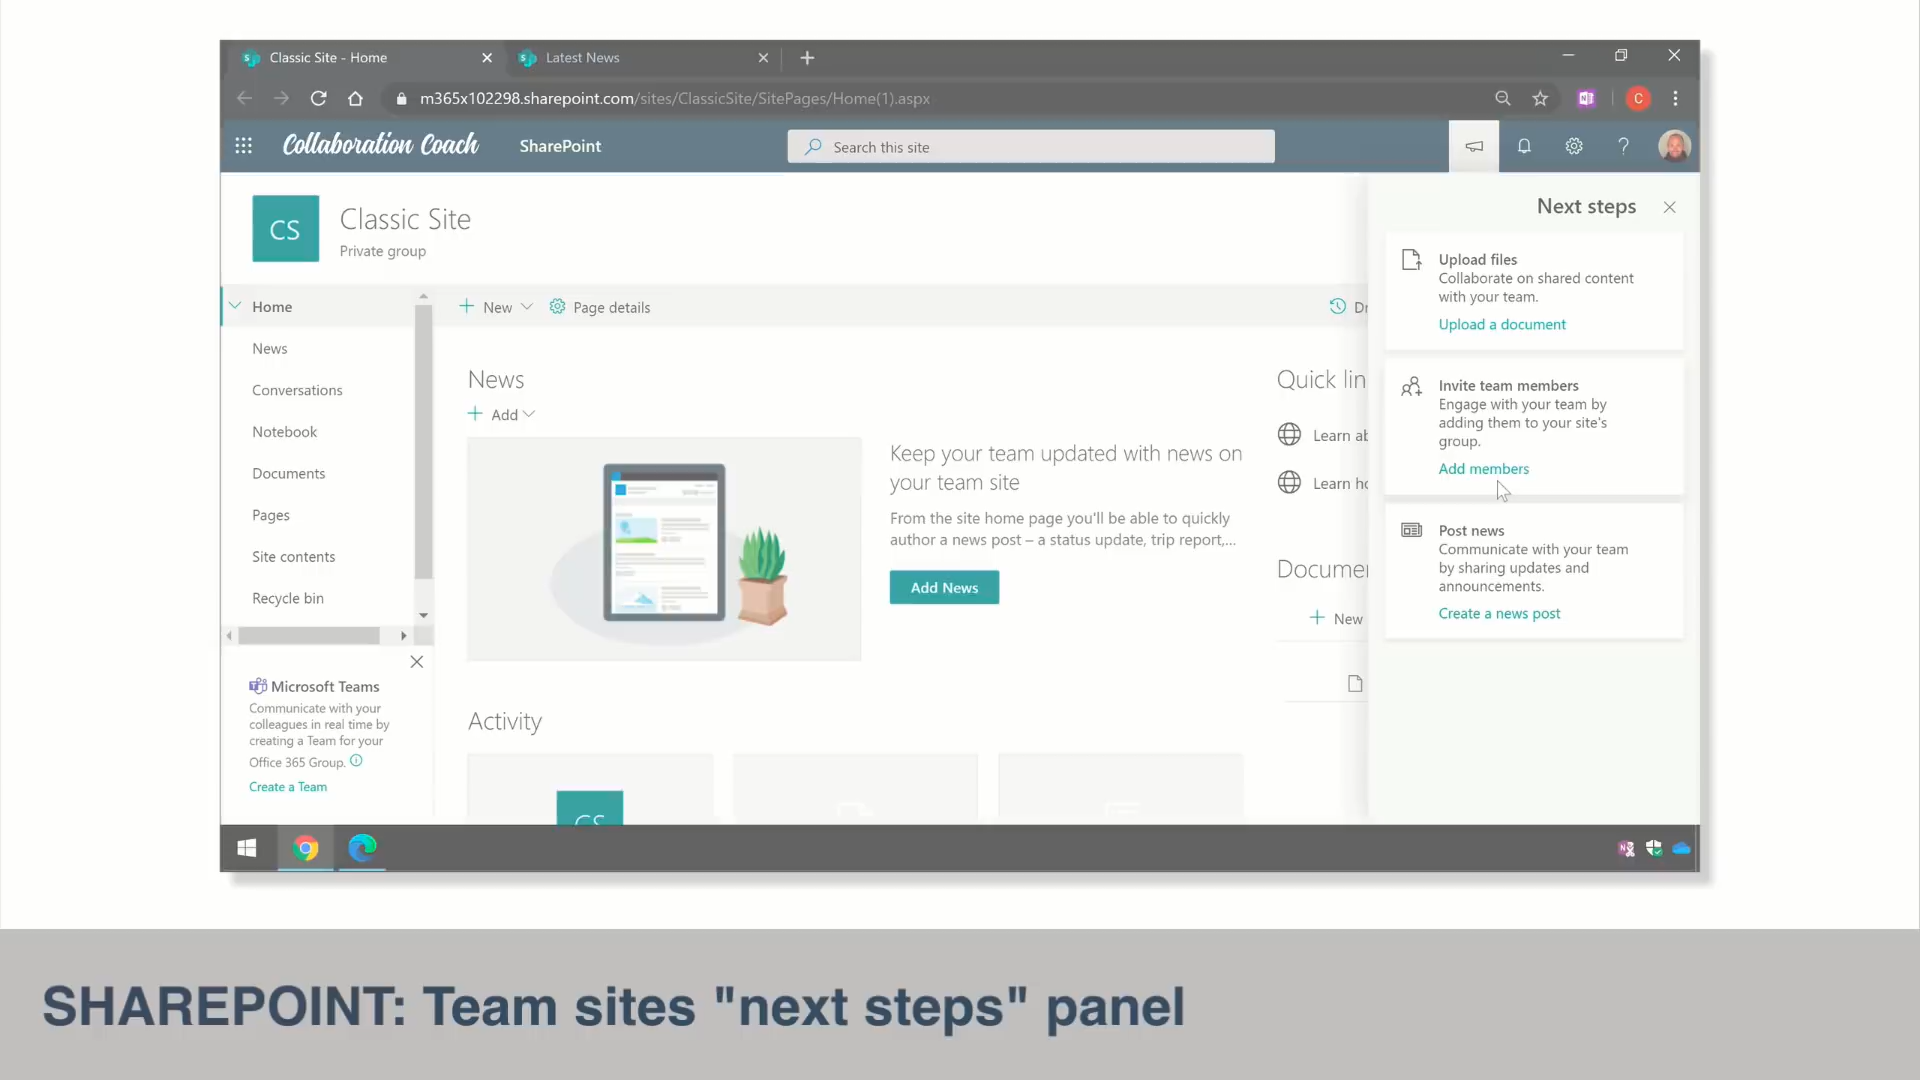 Classic Site - Home
Latest News
m365x102298.sharepoint.com/sites/ClassicSite/SitePages/Home(1).aspx
C
Collaboration Coach
SharePoint
Search this site
CS
Classic Site
Private group
Next steps
Upload files
Collaborate on shared content
with your team.
Upload a document
Invite team members
Engage with your team by
adding them to your site's
group.
Add members
Post news
Communicate with your team
by sharing updates and
announcements.
Create a news post
Home
News
Conversations
Notebook
Documents
Pages
Site contents
Recycle bin
Microsoft Teams
Communicate with your
colleagues in real time by
creating a Team for your
Office 365 Group.
Create a Team
New
Page details
Dr
News
Add
Keep your team updated with news on
your team site
From the site home page you'll be able to quickly
author a news post – a status update, trip report,...
Add News
Quick lin
Learn ab
Learn ho
Documen
New
Activity
CS
SHAREPOINT: Team sites "next steps" panel